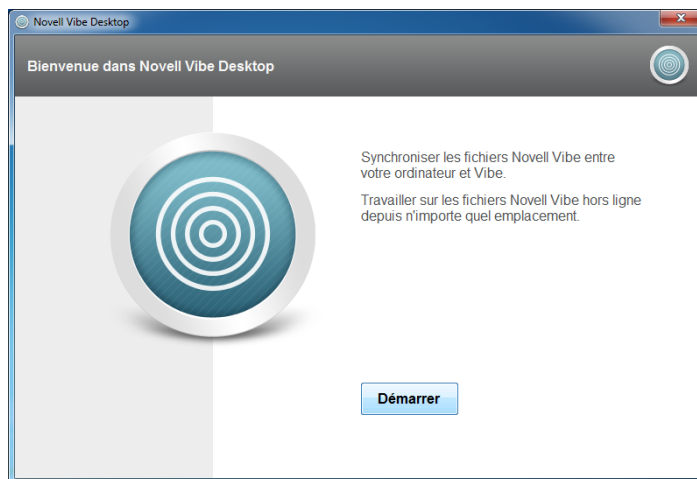 Novell Vibe Desktop
Bienvenue dans Novell Vibe Desktop
Synchroniser les fichiers Novell Vibe entre
votre ordinateur et Vibe.
Travailler sur les fichiers Novell Vibe hors ligne
depuis n'importe quel emplacement.
Démarrer